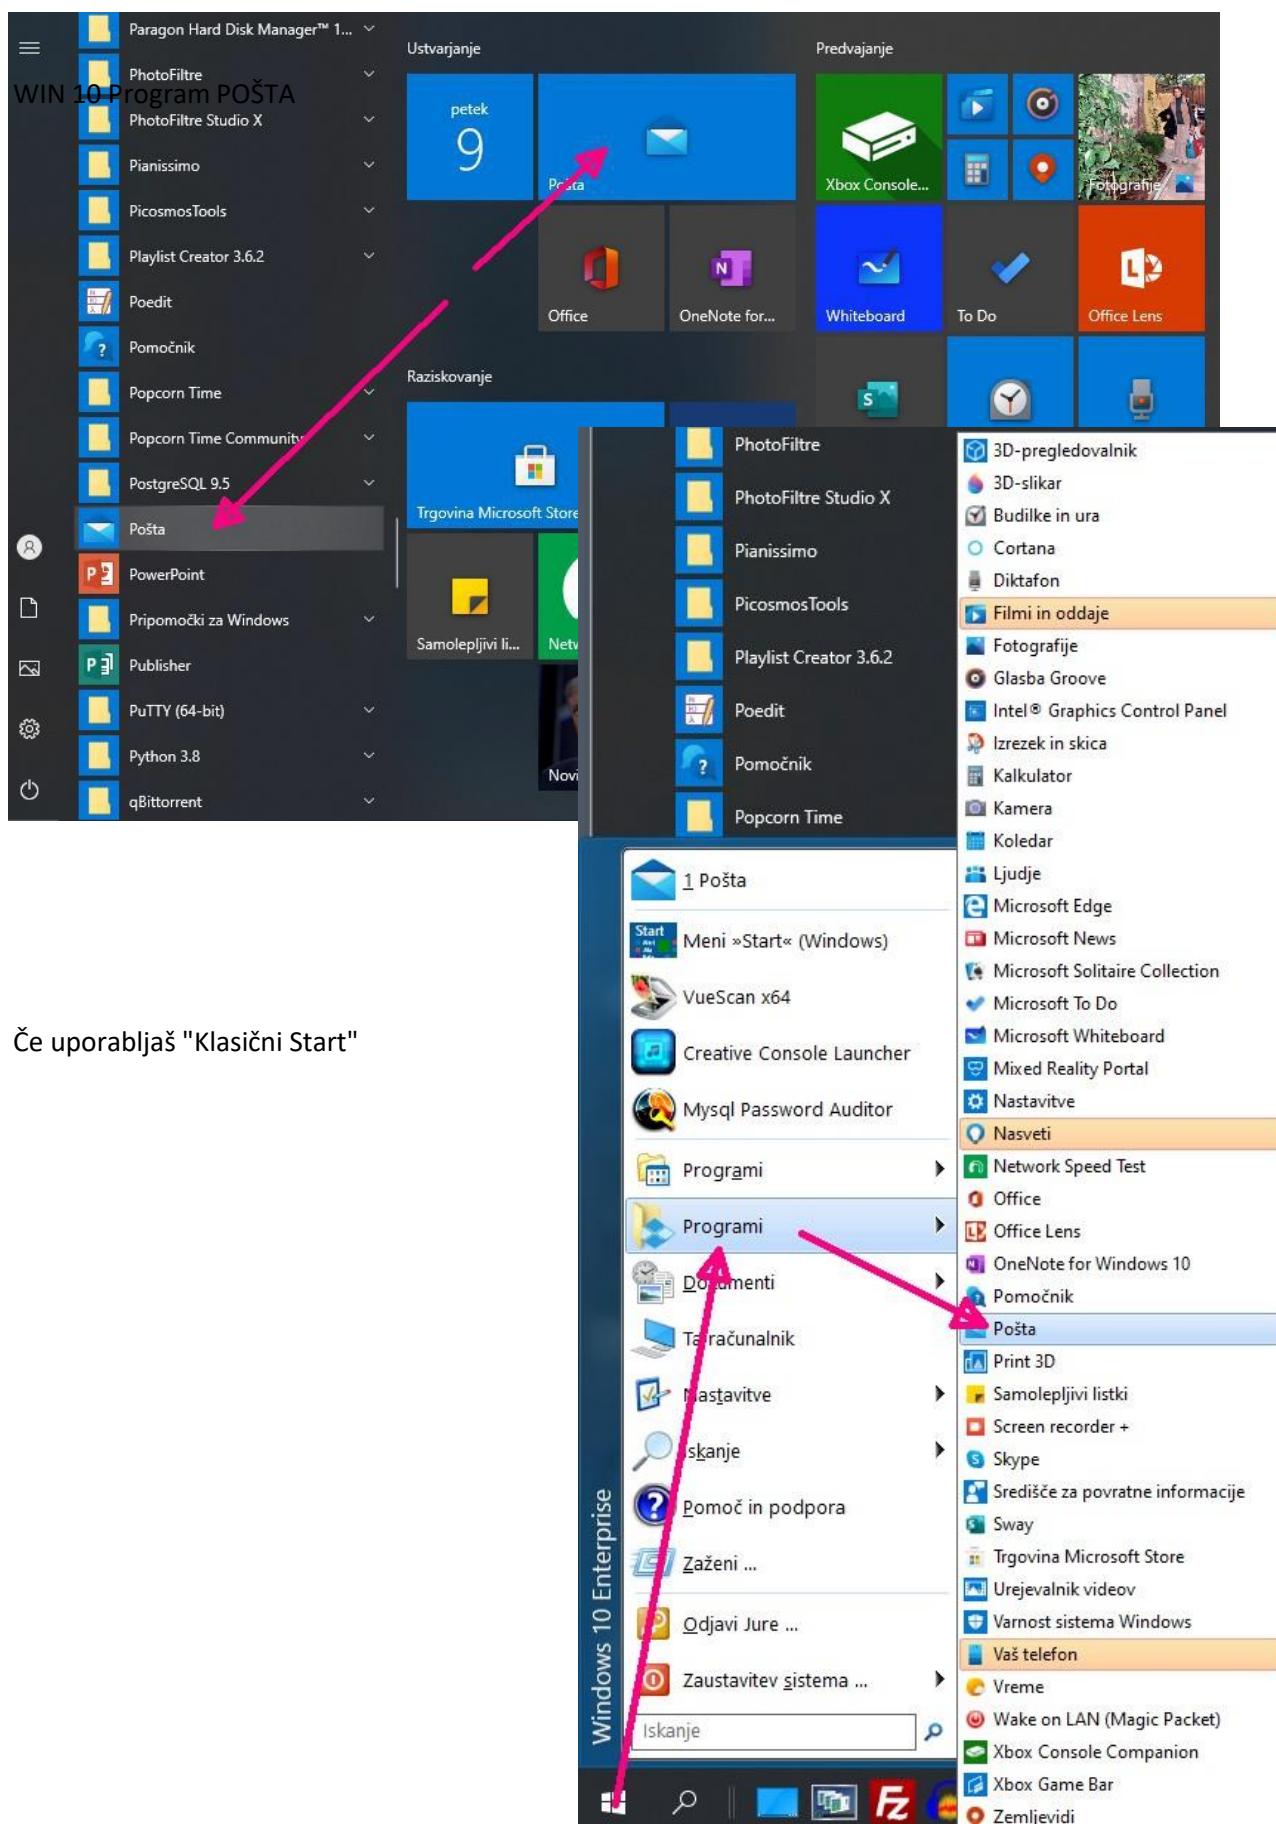 Paragon Hard Disk Manager™ 1...
PhotoFiltre
WIN 10 Program POŠTA
PhotoFiltre Studio X
Pianissimo
PicosmosTools
Playlist Creator 3.6.2
Poedit
Pomočnik
Popcorn Time
Popcorn Time Community
PostgreSQL 9.5
Pošta
PowerPoint
Pripomočki za Windows
Publisher
PuTTY (64-bit)
Python 3.8
qBittorrent
Ustvarjanje
petek
9
Pošta
Office
OneNote for...
Raziskovanje
Trgovina Microsoft Store
Samolepljivi li...
Netw
Novi
Predvajanje
Xbox Console...
Fotografije
Whiteboard
To Do
Office Lens
PhotoFiltre
PhotoFiltre Studio X
Pianissimo
PicosmosTools
Playlist Creator 3.6.2
Poedit
Pomočnik
Popcorn Time
Če uporabljaš "Klasični Start"
1 Pošta
Meni »Start« (Windows)
VueScan x64
Creative Console Launcher
Mysql Password Auditor
Programi
Programi
Dokumenti
Ta računalnik
Nastavitve
Iskanje
Pomoč in podpora
Zaženi ...
Odjavi Jure ...
Zaustavitev sistema ...
Iskanje
Windows 10 Enterprise
3D-pregledovalnik
3D-slikar
Budilke in ura
Cortana
Diktafon
Filmi in oddaje
Fotografije
Glasba Groove
Intel® Graphics Control Panel
Izrezek in skica
Kalkulator
Kamera
Koledar
Ljudje
Microsoft Edge
Microsoft News
Microsoft Solitaire Collection
Microsoft To Do
Microsoft Whiteboard
Mixed Reality Portal
Nastavitve
Nasveti
Network Speed Test
Office
Office Lens
OneNote for Windows 10
Pomočnik
Pošta
Print 3D
Samolepljivi listki
Screen recorder +
Skype
Središče za povratne informacije
Sway
Trgovina Microsoft Store
Urejevalnik videov
Varnost sistema Windows
Vaš telefon
Vreme
Wake on LAN (Magic Packet)
Xbox Console Companion
Xbox Game Bar
Zemljevidi